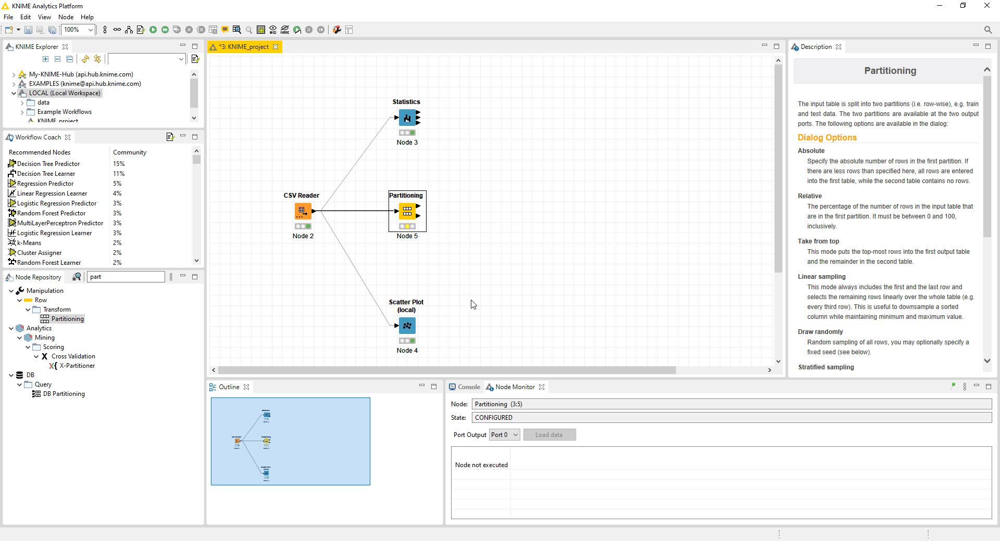 KNIME Analytics Platform
File Edit View Node Help
100%
#ID
NAME
KNIME Explorer
My-KNIME-Hub (api.hub.knime.com)
EXAMPLES (knime@api.hub.knime.com)
LOCAL (Local Workspace)
data
Example Workflows
KNIME_project
Workflow Coach
Recommended Nodes Community
Decision Tree Predictor 15%
Decision Tree Learner 11%
Regression Predictor 5%
Linear Regression Learner 4%
Logistic Regression Predictor 3%
Random Forest Predictor 3%
MultiLayerPerceptron Predictor 3%
Logistic Regression Learner 3%
k-Means 2%
Cluster Assigner 2%
Random Forest Learner 2%
Node Repository part
Manipulation
Row
Transform
Partitioning
Analytics
Mining
Scoring
Cross Validation
X-Partitioner
DB
Query
DB Partitioning
*3: KNIME_project
Statistics
Node 3
CSV Reader
Node 2
Partitioning
Node 5
Scatter Plot
(local)
Node 4
Description
Partitioning
The input table is split into two partitions (i.e. row-wise), e.g. train
and test data. The two partitions are available at the two output
ports. The following options are available in the dialog:
Dialog Options
Absolute
Specify the absolute number of rows in the first partition. If
there are less rows than specified here, all rows are entered
into the first table, while the second table contains no rows.
Relative
The percentage of the number of rows in the input table that
are in the first partition. It must be between 0 and 100,
inclusively.
Take from top
This mode puts the top-most rows into the first output table
and the remainder in the second table.
Linear sampling
This mode always includes the first and the last row and
selects the remaining rows linearly over the whole table (e.g.
every third row). This is useful to downsample a sorted
column while maintaining minimum and maximum value.
Draw randomly
Random sampling of all rows, you may optionally specify a
fixed seed (see below).
Stratified sampling
Outline
Console Node Monitor
Node: Partitioning (3:5)
State: CONFIGURED
Port Output Port 0 Load data
Node not executed